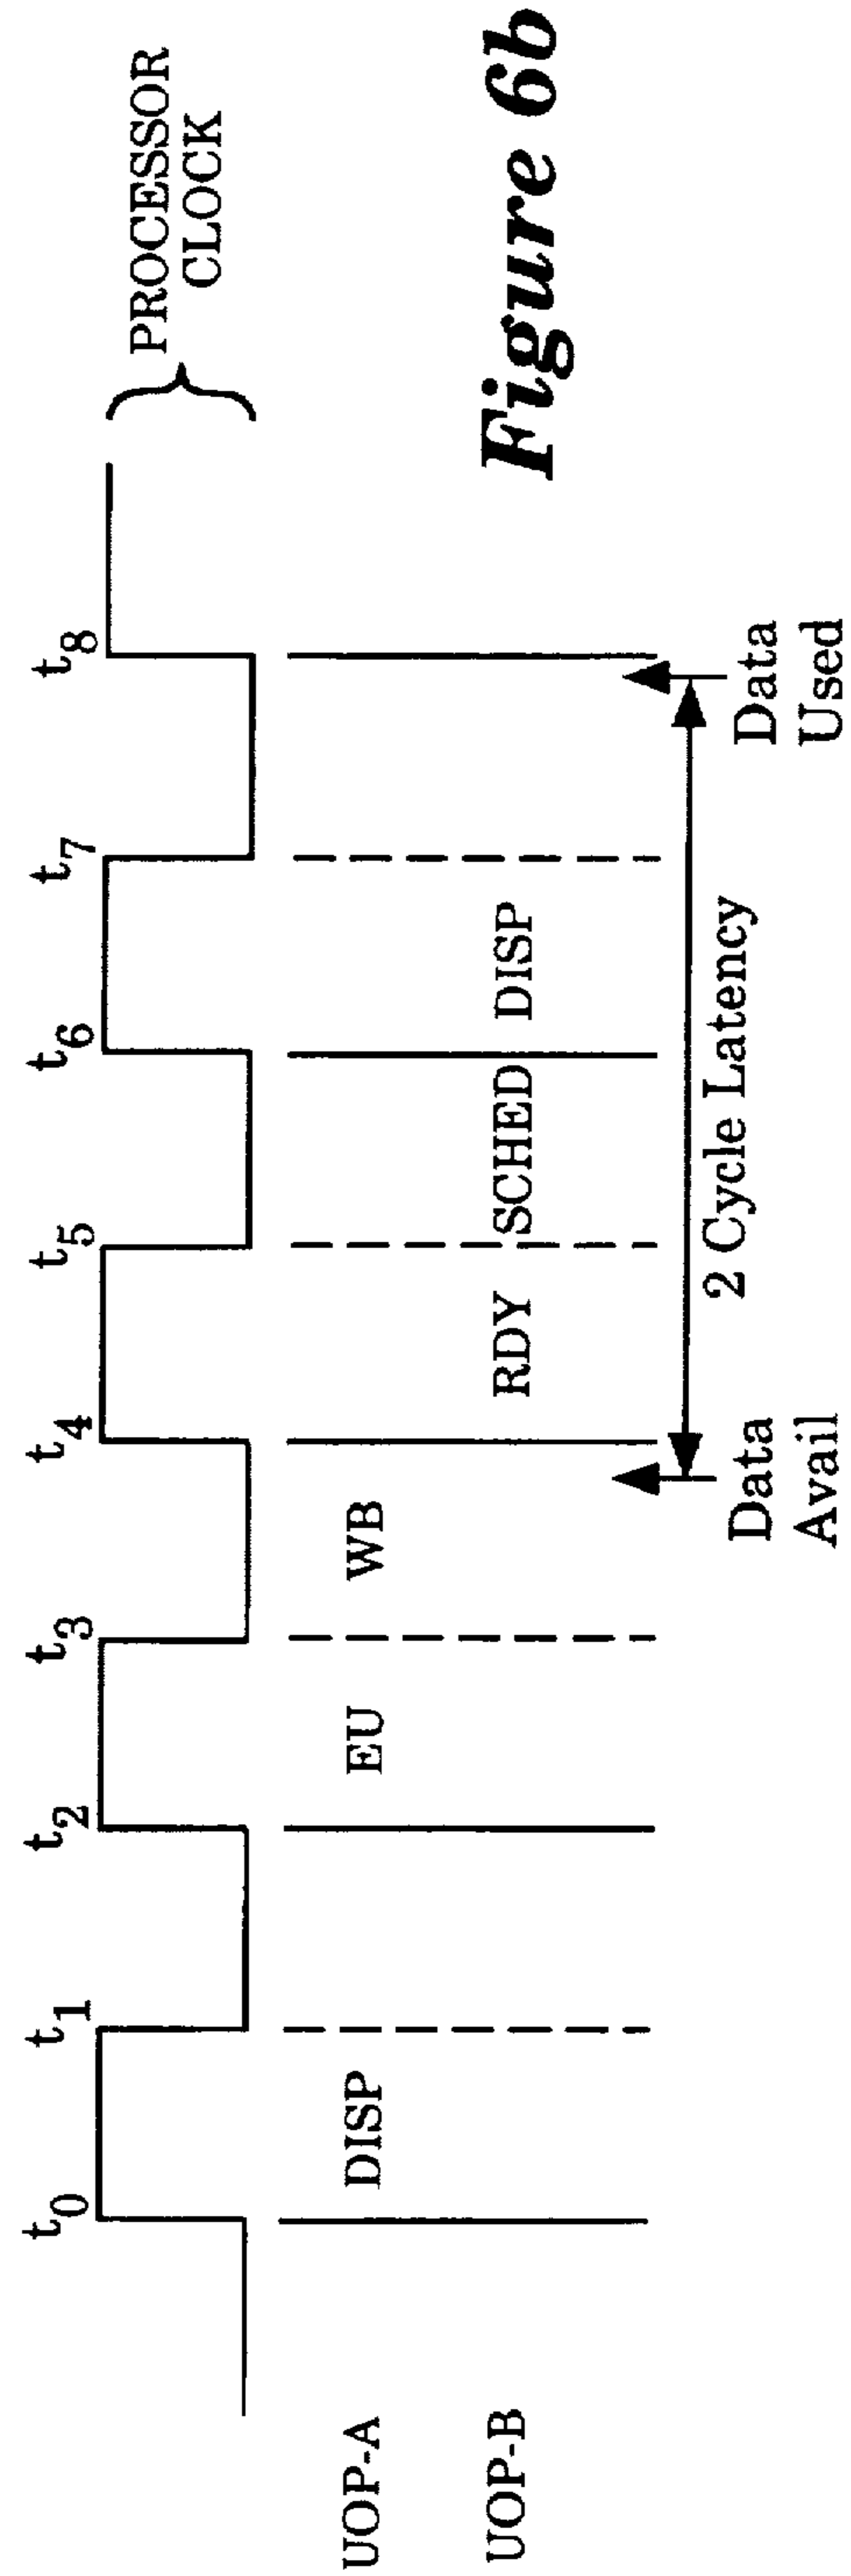 t0 t1 t2 t3 t4 t5 t6 t7 t8
PROCESSOR
CLOCK
UOP-A DISP EU WB
UOP-B RDY SCHED DISP
2 Cycle Latency
Data
Avail
Data
Used
Figure 6b